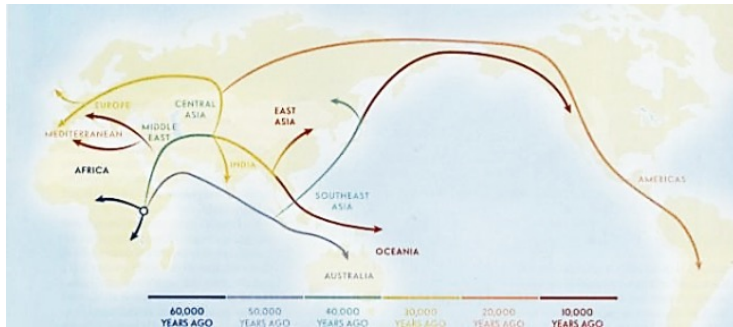 EUROPE
CENTRAL
ASIA
EAST
ASIA
MEDITERRANEAN
MIDDLE
EAST
AFRICA
INDIA
AMERICAS
SOUTHEAST
ASIA
OCEANIA
AUSTRALIA
60,000
YEARS AGO
50,000
YEARS AGO
40,000
YEARS AGO
10,000
YEARS AGO
20,000
YEARS AGO
10,000
YEARS AGO